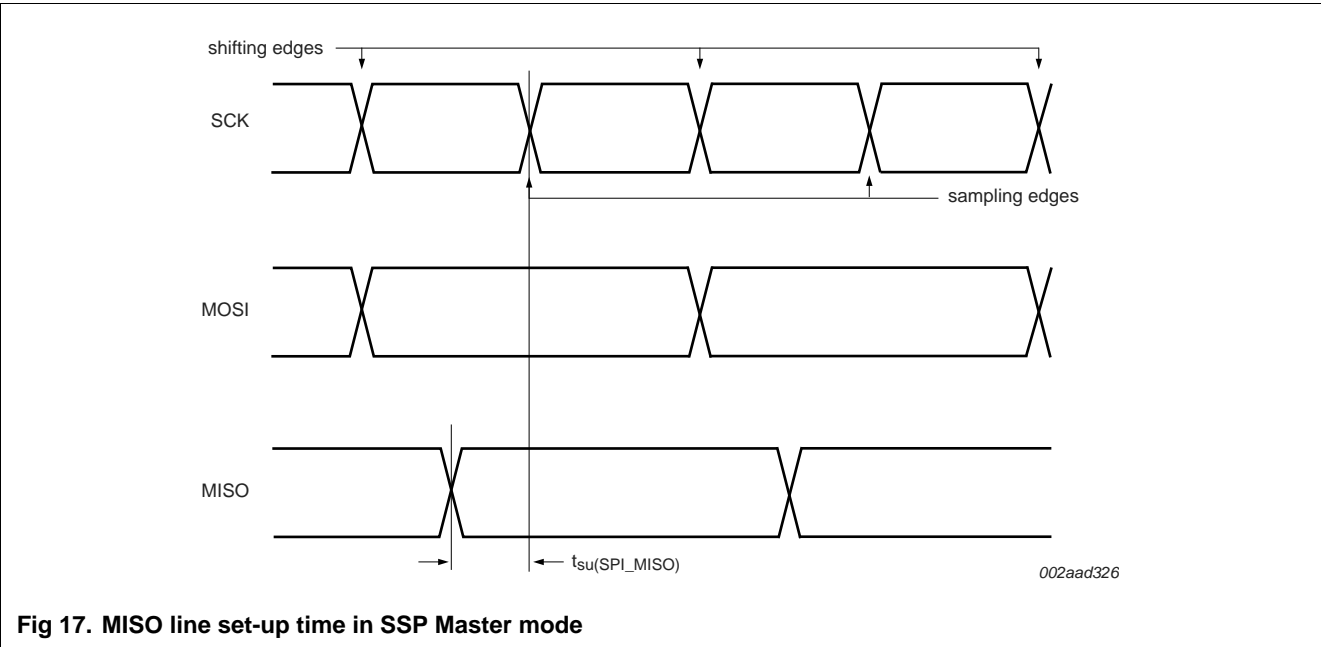 shifting edges
SCK
sampling edges
MOSI
MISO
tsu(SPI_MISO)
002aad326
Fig 17. MISO line set-up time in SSP Master mode